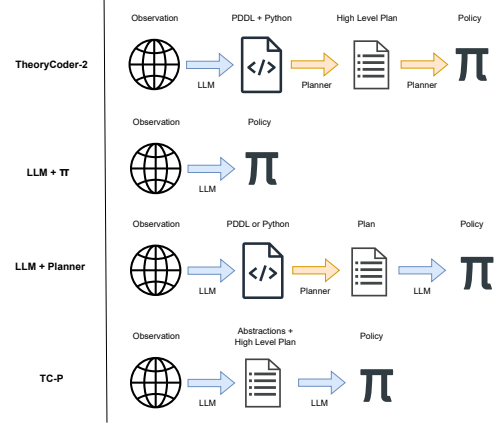 Observation PDDL + Python High Level Plan Policy
TheoryCoder-2
</>
LLM Planner Planner
Observation Policy
LLM + π
LLM
Observation PDDL or Python Plan Policy
LLM + Planner
</>
LLM Planner LLM
Observation Abstractions + High Level Plan Policy
TC-P
LLM LLM